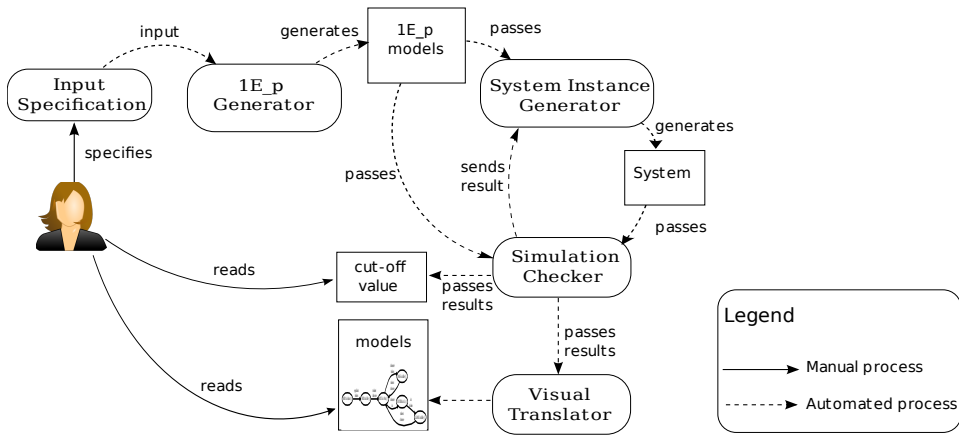 input
generates
1E_p
models
passes
Input
Specification
1E_p
Generator
System Instance
Generator
generates
specifies
passes
sends
result
System
passes
reads
cut-off
value
passes
results
Simulation
Checker
models
passes
results
reads
Visual
Translator
Legend
Manual process
Automated process